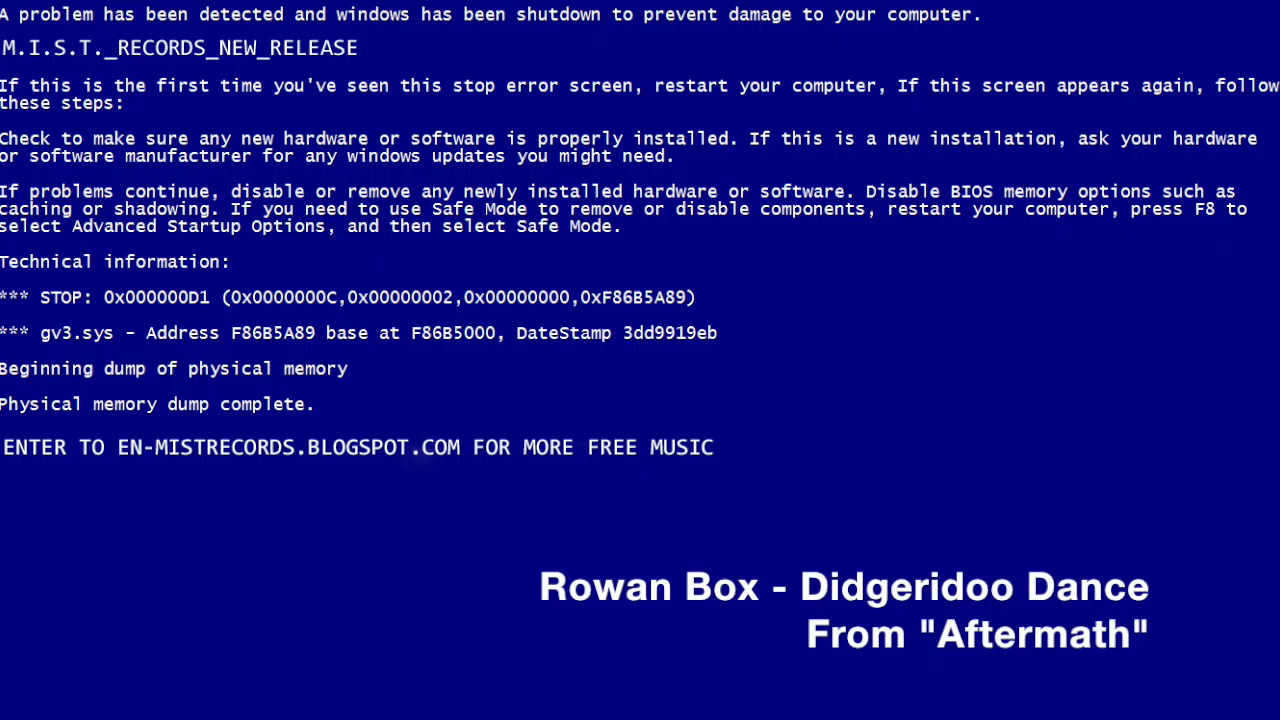 A problem has been detected and windows has been shutdown to prevent damage to your computer.
M.I.S.T._RECORDS_NEW_RELEASE
If this is the first time you've seen this stop error screen, restart your computer, If this screen appears again, follow
these steps:
Check to make sure any new hardware or software is properly installed. If this is a new installation, ask your hardware
or software manufacturer for any windows updates you might need.
If problems continue, disable or remove any newly installed hardware or software. Disable BIOS memory options such as
caching or shadowing. If you need to use Safe Mode to remove or disable components, restart your computer, press F8 to
select Advanced Startup Options, and then select Safe Mode.
Technical information:
*** STOP: 0x000000D1 (0x0000000C,0x00000002,0x00000000,0xF86B5A89)
*** gv3.sys - Address F86B5A89 base at F86B5000, DateStamp 3dd9919eb
Beginning dump of physical memory
Physical memory dump complete.
ENTER TO EN-MISTRECORDS.BLOGSPOT.COM FOR MORE FREE MUSIC
Rowan Box - Didgeridoo Dance
From "Aftermath"